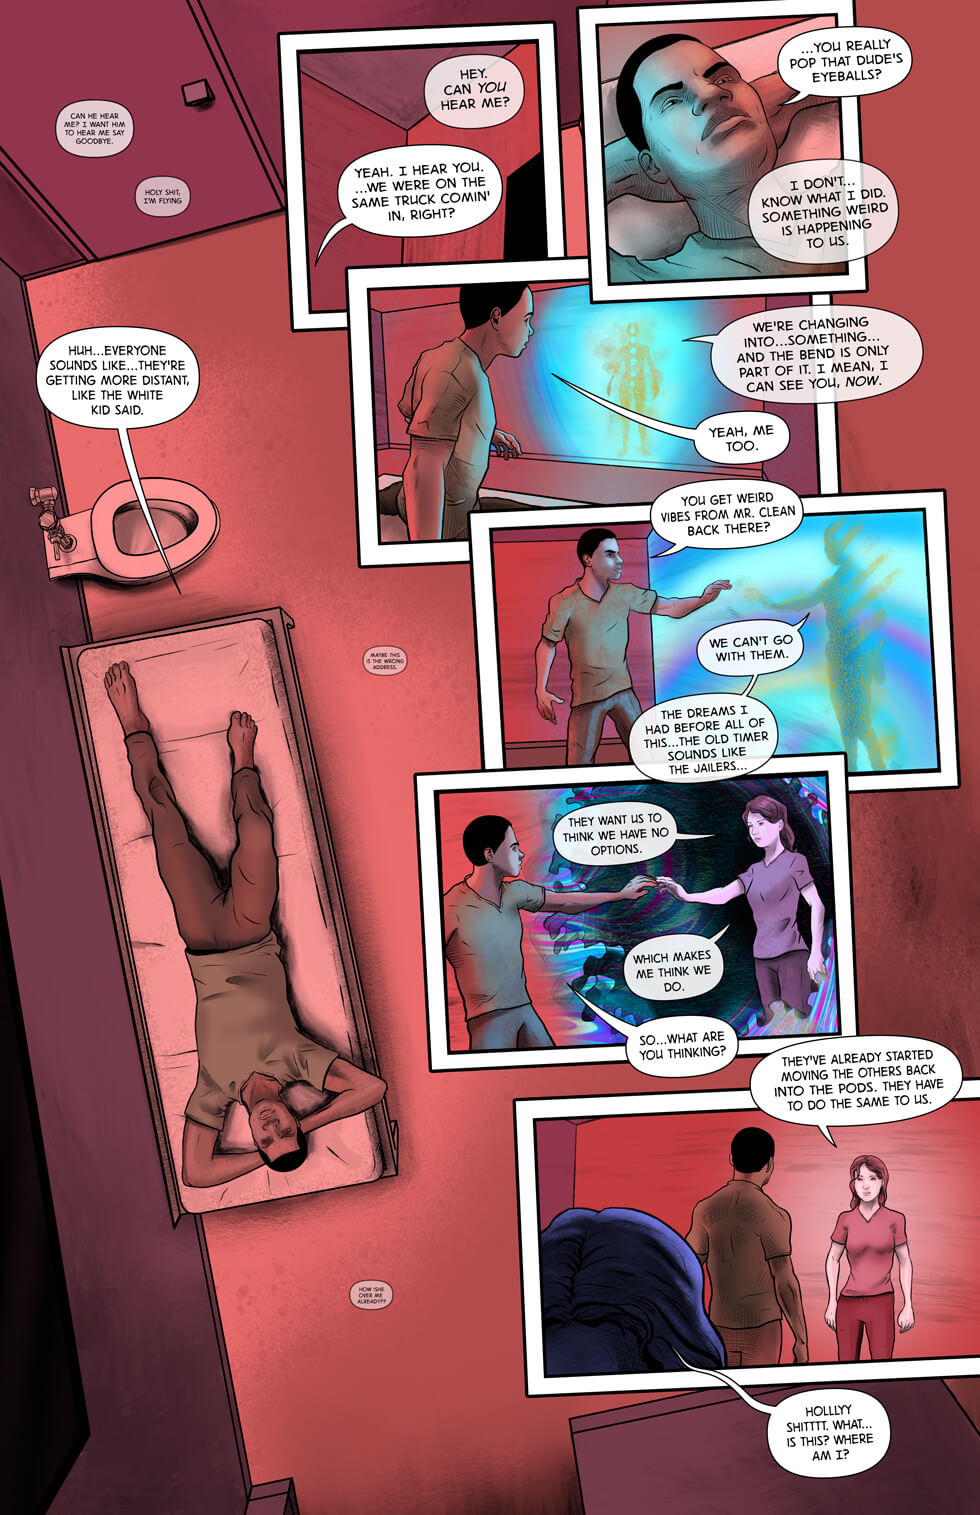 CAN HE HEAR
ME? I WANT HIM
TO HEAR ME SAY
GOODBYE.
HOLY SHIT,
I'M FLYING
HUH...EVERYONE
SOUNDS LIKE...THEY'RE
GETTING MORE DISTANT,
LIKE THE WHITE
KID SAID.
HEY.
CAN YOU
HEAR ME?
YEAH. I HEAR YOU.
...WE WERE ON THE
SAME TRUCK COMIN'
IN, RIGHT?
...YOU REALLY
POP THAT DUDE'S
EYEBALLS?
I DON'T...
KNOW WHAT I DID.
SOMETHING WEIRD
IS HAPPENING
TO US.
WE'RE CHANGING
INTO...SOMETHING...
AND THE BEND IS ONLY
PART OF IT. I MEAN, I
CAN SEE YOU, NOW.
YEAH, ME
TOO.
YOU GET WEIRD
VIBES FROM MR. CLEAN
BACK THERE?
WE CAN'T GO
WITH THEM.
MAYBE THIS
IS THE WRONG
ADDRESS.
THE DREAMS I
HAD BEFORE ALL OF
THIS...THE OLD TIMER
SOUNDS LIKE
THE JAILERS...
THEY WANT US TO
THINK WE HAVE NO
OPTIONS.
WHICH MAKES
ME THINK WE
DO.
SO...WHAT ARE
YOU THINKING?
THEY'VE ALREADY STARTED
MOVING THE OTHERS BACK
INTO THE PODS. THEY HAVE
TO DO THE SAME TO US.
HOW ISHE
OVER ME
ALREADY??
HOLLLYY
SHITTTT. WHAT...
IS THIS? WHERE
AM I?